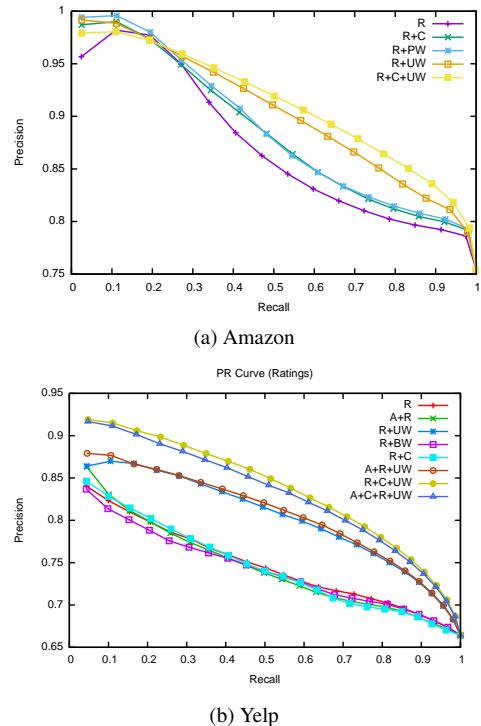 1
0.95
0.9
0.85
0.8
0.75
Precision
R
R+C
R+PW
R+UW
R+C+UW
0 0.1 0.2 0.3 0.4 0.5 0.6 0.7 0.8 0.9 1
Recall
(a) Amazon
PR Curve (Ratings)
0.95
0.9
0.85
0.8
0.75
0.7
0.65
Precision
R
A+R
R+UW
R+BW
R+C
A+R+UW
R+C+UW
A+C+R+UW
0 0.1 0.2 0.3 0.4 0.5 0.6 0.7 0.8 0.9 1
Recall
(b) Yelp